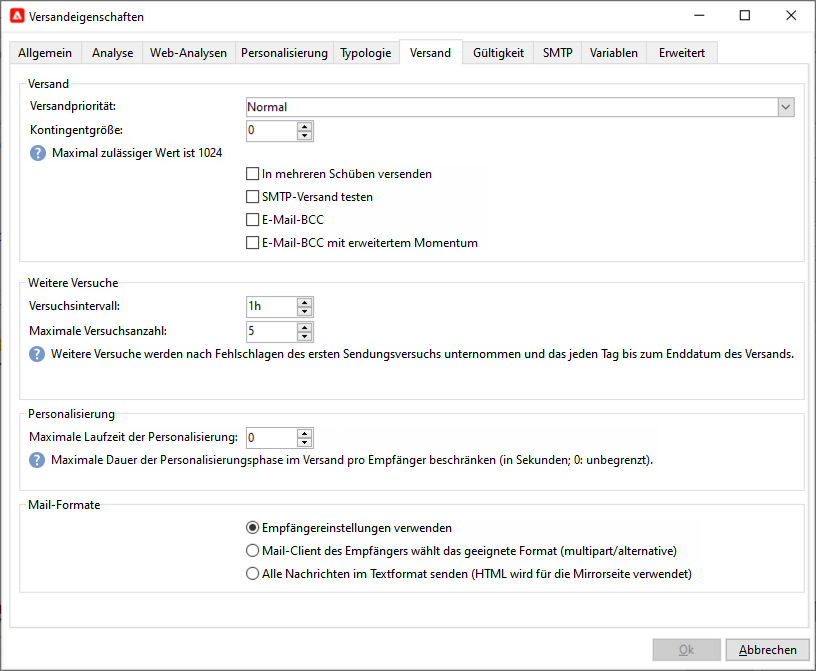 Versandeigenschaften
Allgemein Analyse Web-Analysen Personalisierung Typologie Versand Gültigkeit SMTP Variablen Erweitert
Versand
Versandpriorität: Normal
Kontingentgröße: 0
? Maximal zulässiger Wert ist 1024
In mehreren Schüben versenden
SMTP-Versand testen
E-Mail-BCC
E-Mail-BCC mit erweitertem Momentum
Weitere Versuche
Versuchsintervall: 1h
Maximale Versuchsanzahl: 5
? Weitere Versuche werden nach Fehlschlagen des ersten Sendungsversuchs unternommen und das jeden Tag bis zum Enddatum des Versands.
Personalisierung
Maximale Laufzeit der Personalisierung: 0
? Maximale Dauer der Personalisierungsphase im Versand pro Empfänger beschränken (in Sekunden; 0: unbegrenzt).
Mail-Formate
Empfängereinstellungen verwenden
Mail-Client des Empfängers wählt das geeignete Format (multipart/alternative)
Alle Nachrichten im Textformat senden (HTML wird für die Mirrorseite verwendet)
Ok Abbrechen